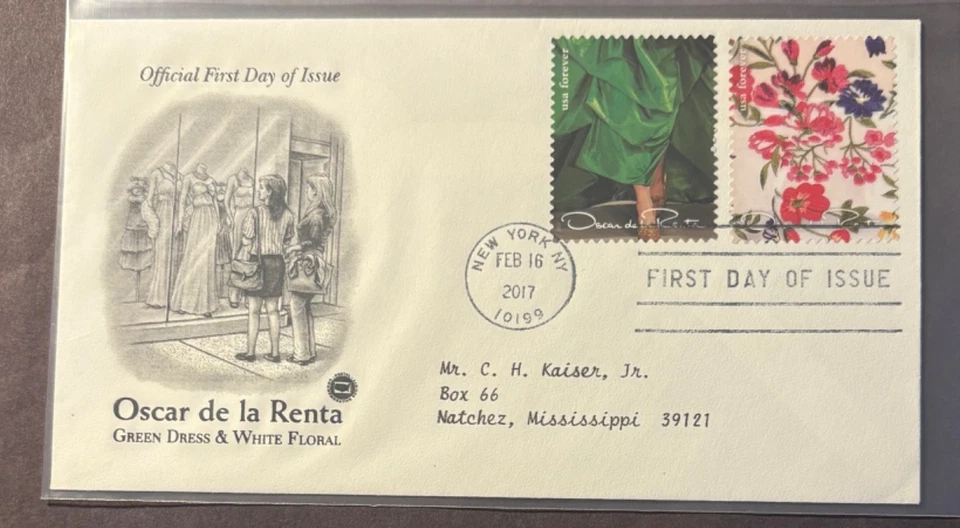 Official First Day of Issue
usa forever
usa forever
Oscar de la Renta
NEW YORK NY
FEB 16
2017
10199
FIRST DAY OF ISSUE
Mr. C. H. Kaiser, Jr.
Box 66
Natchez, Mississippi 39121
Oscar de la Renta
GREEN DRESS & WHITE FLORAL